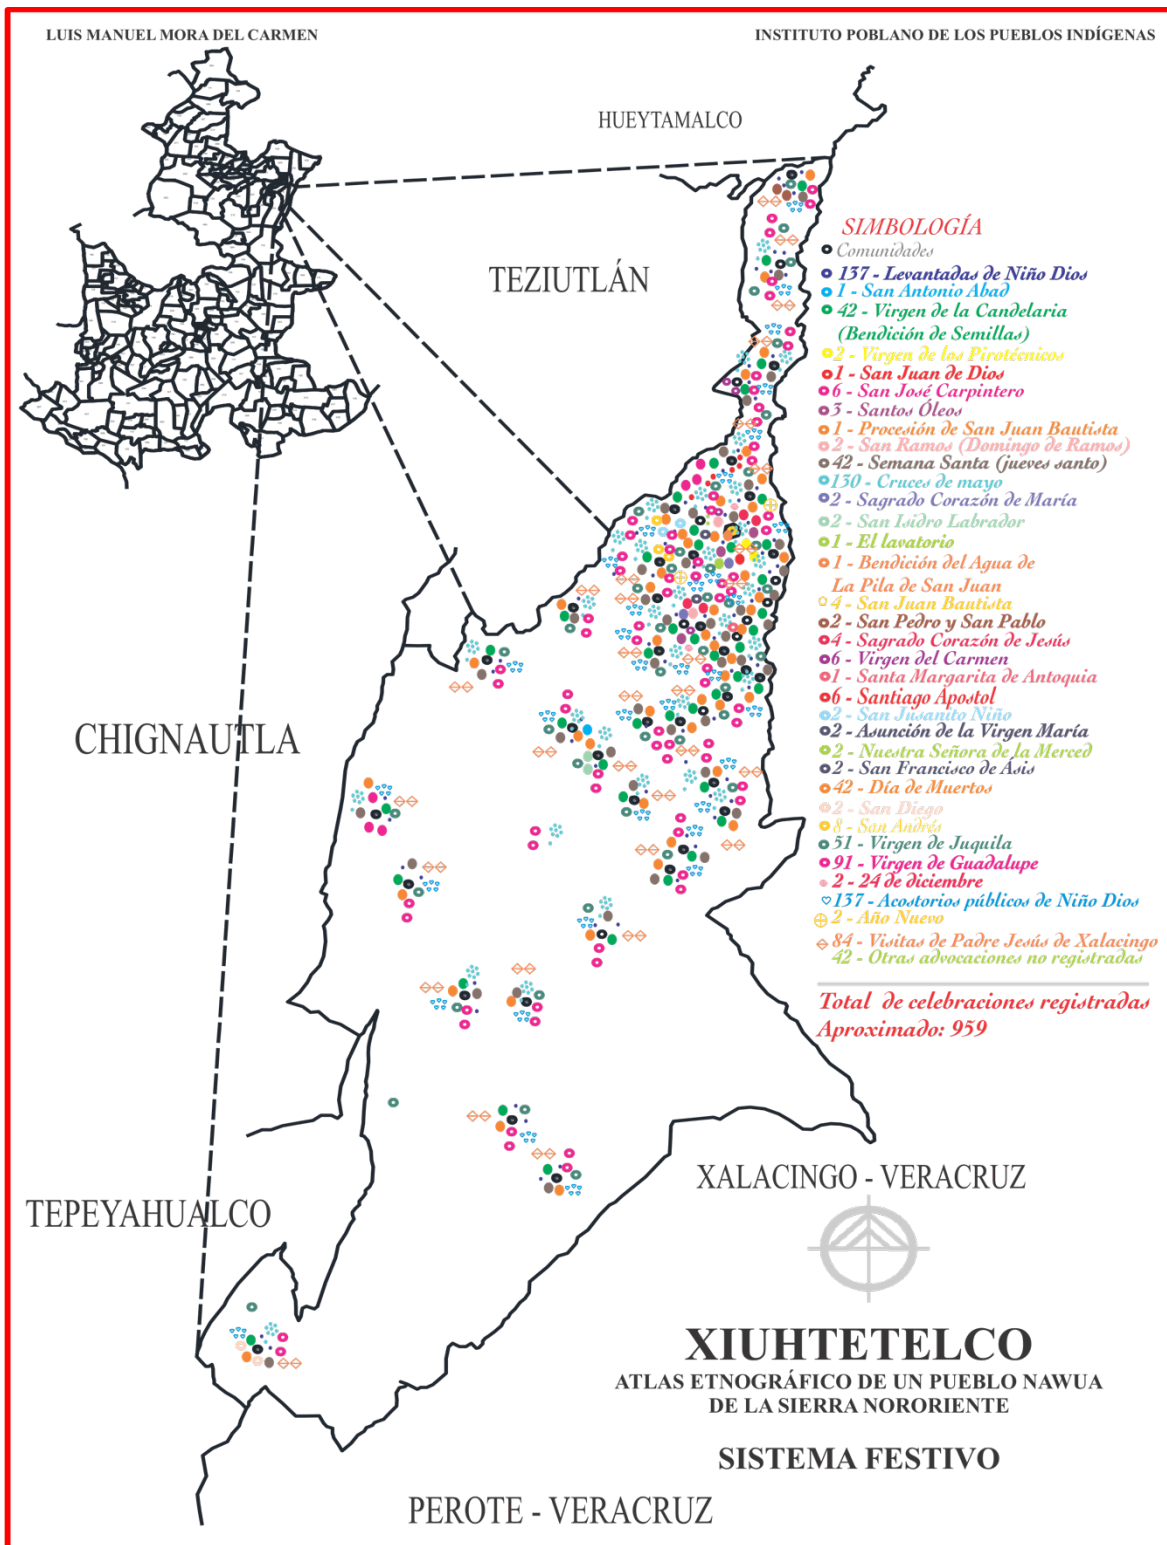 LUIS MANUEL MORA DEL CARMEN
INSTITUTO POBLANO DE LOS PUEBLOS INDÍGENAS
HUEYTAMALCO
TEZIUTLÁN
SIMBOLOGÍA
Comunidades
137 - Levantadas de Niño Dios
1 - San Antonio Abad
42 - Virgen de la Candelaria
(Bendición de Semillas)
2 - Virgen de los Pirotécnicos
1 - San Juan de Dios
6 - San José Carpintero
3 - Santos Óleos
1 - Procesión de San Juan Bautista
2 - San Ramos (Domingo de Ramos)
42 - Semana Santa (jueves santo)
130 - Cruces de mayo
2 - Sagrado Corazón de María
2 - San Isidro Labrador
1 - El lavatorio
1 - Bendición del Agua de
La Pila de San Juan
4 - San Juan Bautista
2 - San Pedro y San Pablo
4 - Sagrado Corazón de Jesús
6 - Virgen del Carmen
1 - Santa Margarita de Antoquia
6 - Santiago Apostol
2 - San Jusanito Niño
2 - Asunción de la Virgen María
2 - Nuestra Señora de la Merced
2 - San Francisco de Ásis
42 - Día de Muertos
2 - San Diego
8 - San Andrés
51 - Virgen de Juquila
91 - Virgen de Guadalupe
2 - 24 de diciembre
137 - Acostorios públicos de Niño Dios
2 - Año Nuevo
84 - Visitas de Padre Jesús de Xalacingo
42 - Otras advocaciones no registradas
Total de celebraciones registradas
Aproximado: 959
CHIGNAUTLA
TEPEYAHUALCO
XALACINGO - VERACRUZ
XIUHTETELCO
ATLAS ETNOGRÁFICO DE UN PUEBLO NAWUA
DE LA SIERRA NORORIENTE
SISTEMA FESTIVO
PEROTE - VERACRUZ